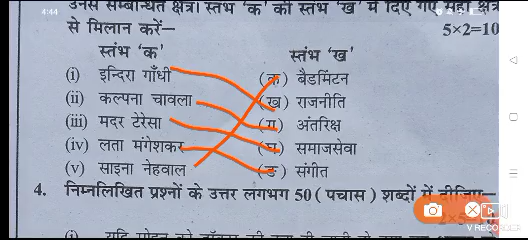 4:44
उनसे सम्बन्धित क्षेत्रों स्तंभ 'क' को स्तंभ 'ख' में दिए गए सही क्षेत्र
से मिलान करें— 5×2=10
स्तंभ 'क' स्तंभ 'ख'
(i) इन्दिरा गाँधी (क) बैडमिंटन
(ii) कल्पना चावला (ख) राजनीति
(iii) मदर टेरेसा (ग) अंतरिक्ष
(iv) लता मंगेशकर (घ) समाजसेवा
(v) साइना नेहवाल (ङ) संगीत
4. निम्नलिखित प्रश्नों के उत्तर लगभग 50 (पचास) शब्दों में दीजिए—
(i) यदि
V RECORDER